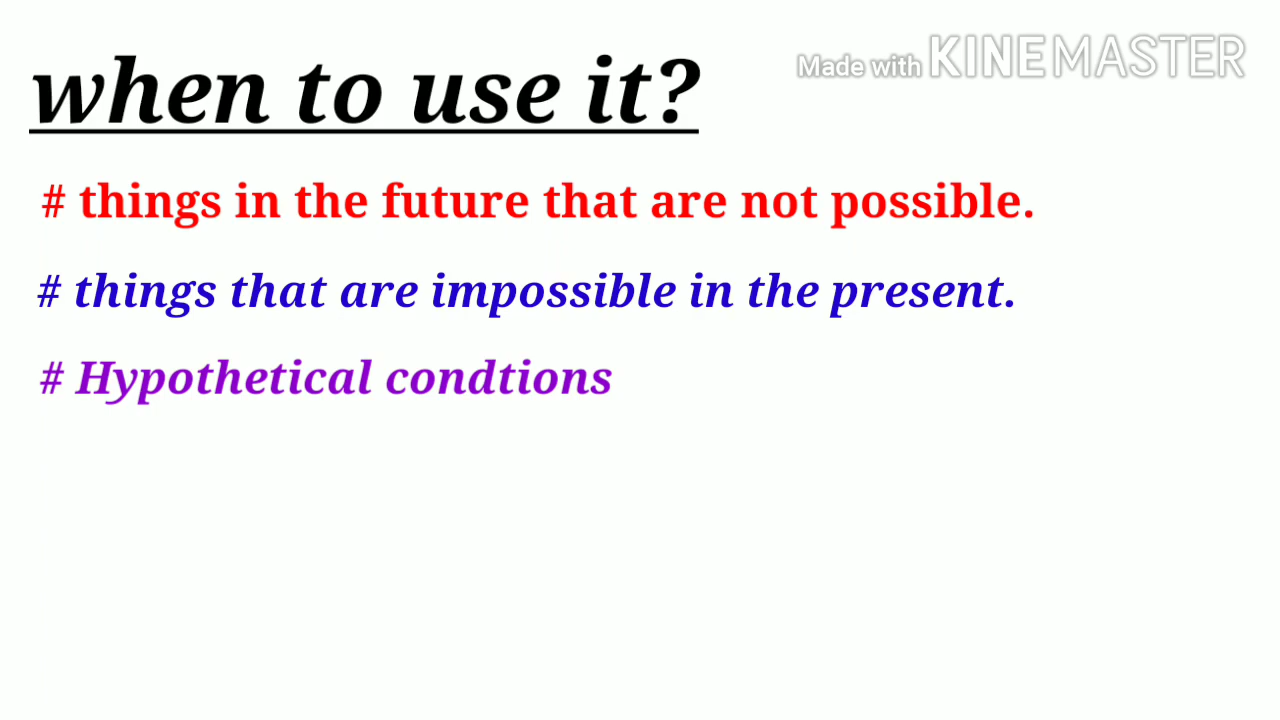 when to use it?
Made with KINEMASTER
# things in the future that are not possible.
# things that are impossible in the present.
# Hypothetical condtions